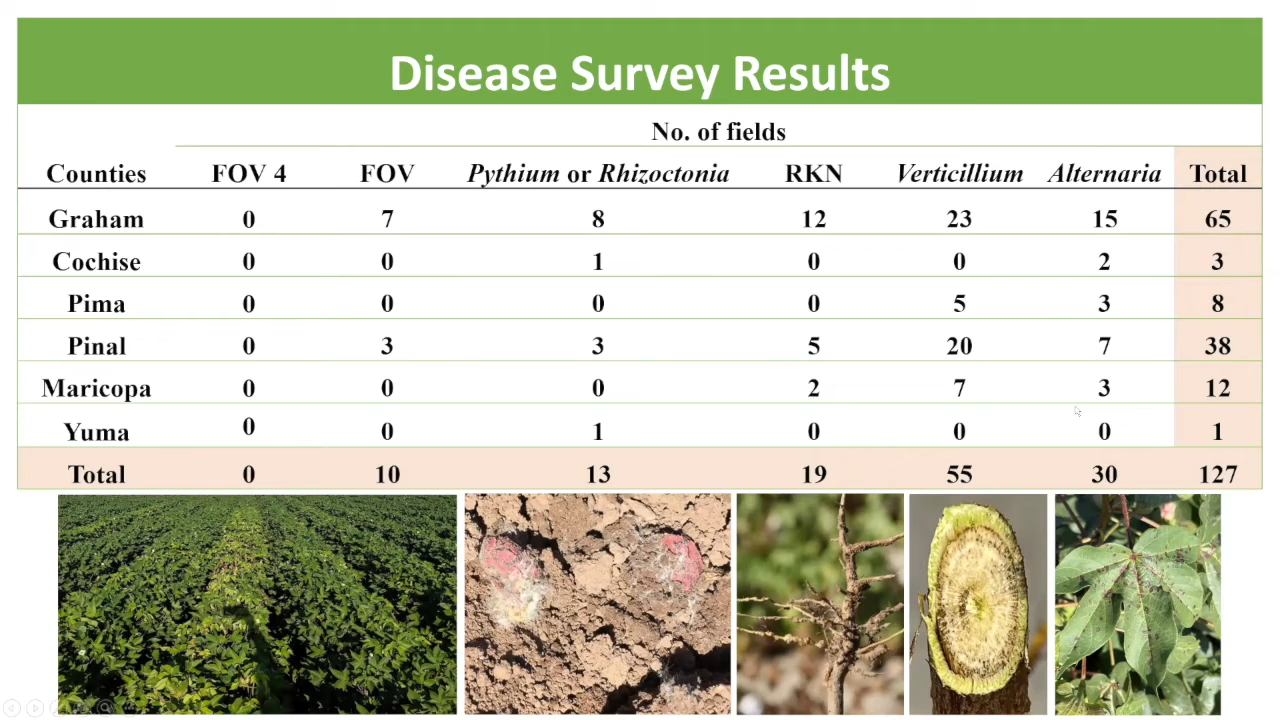 Disease Survey Results
No. of fields
Counties FOV 4 FOV Pythium or Rhizoctonia RKN Verticillium Alternaria Total
Graham 0 7 8 12 23 15 65
Cochise 0 0 1 0 0 2 3
Pima 0 0 0 0 5 3 8
Pinal 0 3 3 5 20 7 38
Maricopa 0 0 0 2 7 3 12
Yuma 0 0 1 0 0 0 1
Total 0 10 13 19 55 30 127